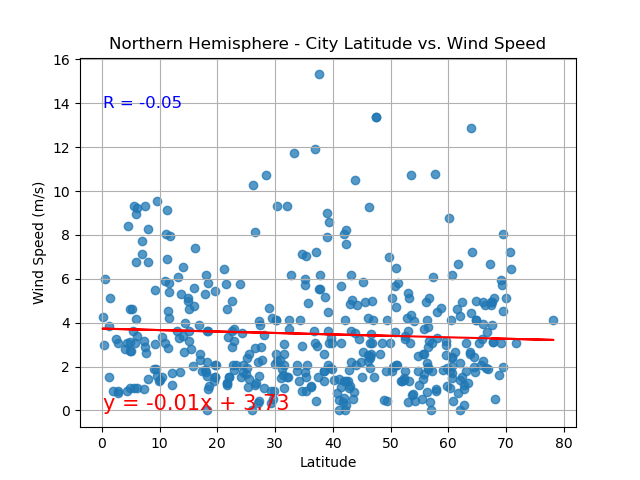 Northern Hemisphere - City Latitude vs. Wind Speed
16
14
12
10
8
6
4
2
0
Wind Speed (m/s)
R = -0.05
y = -0.01x + 3.73
0 10 20 30 40 50 60 70 80
Latitude